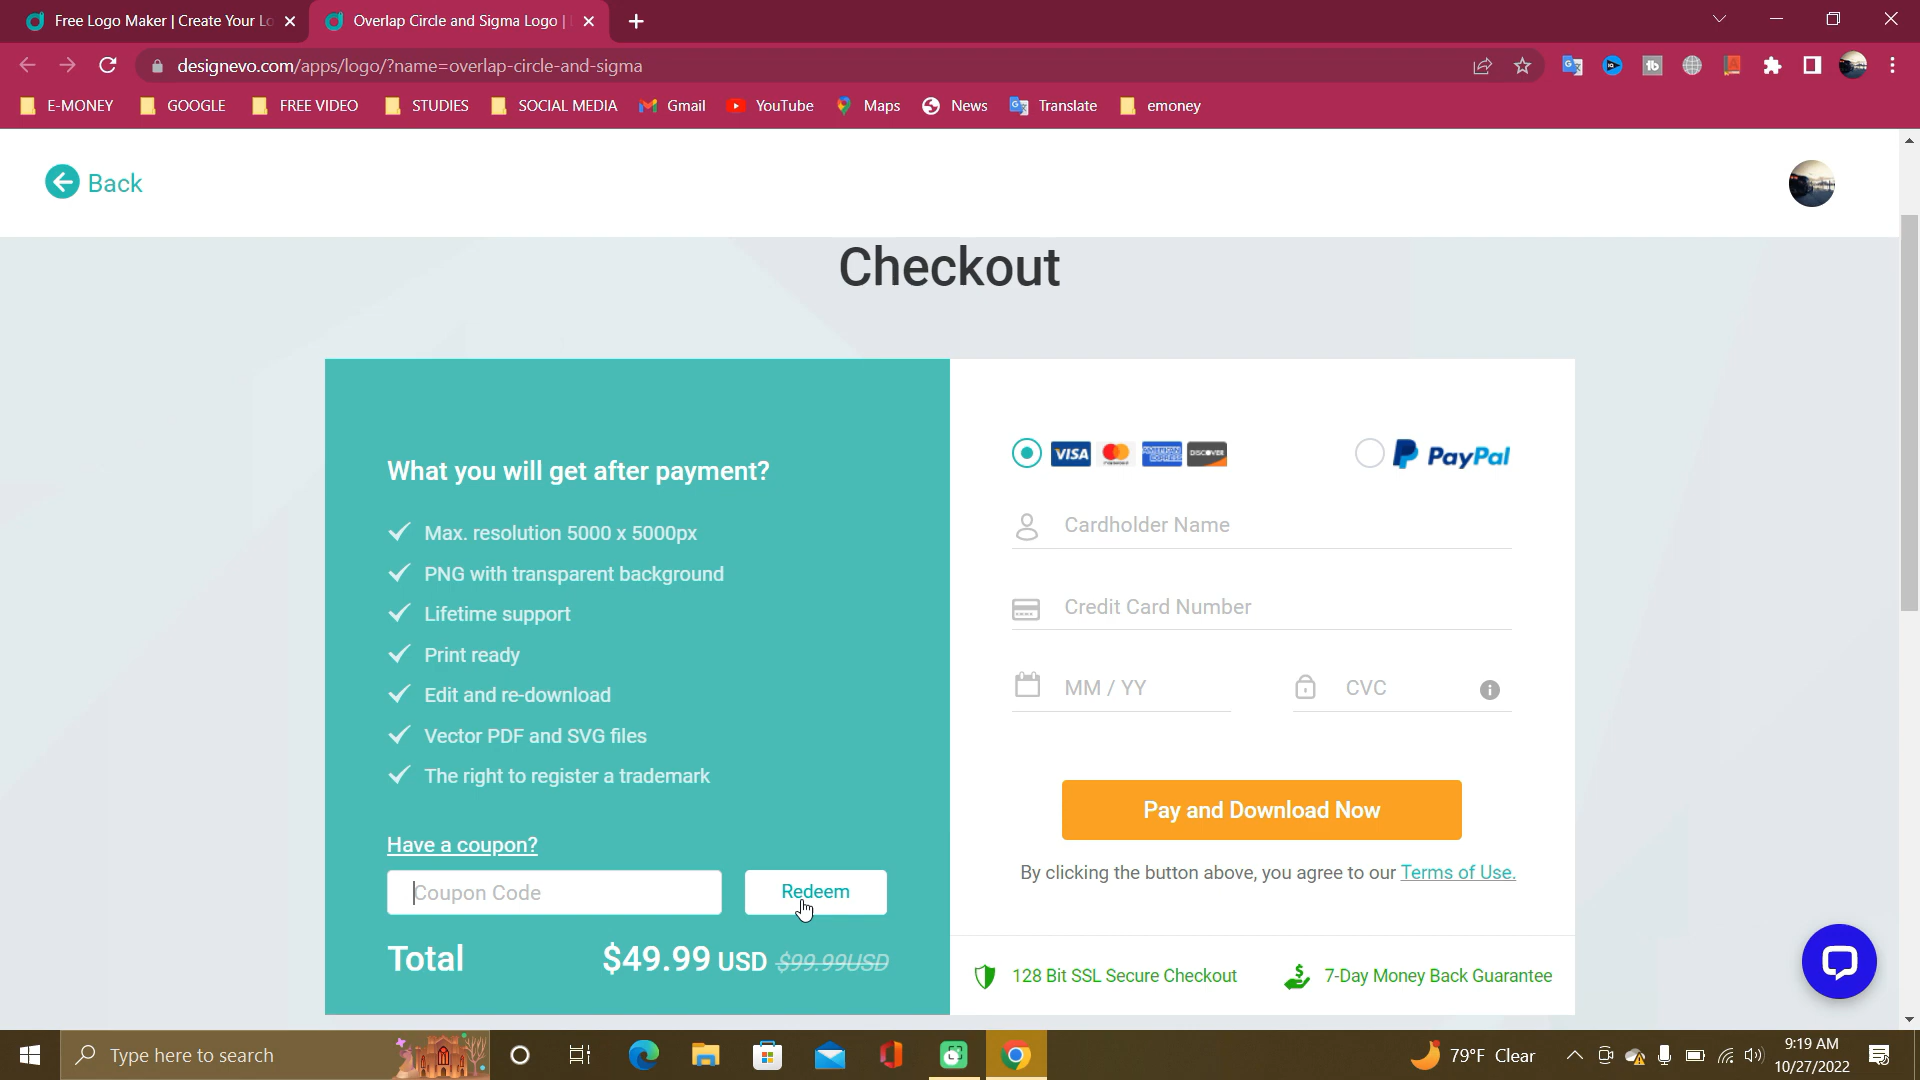 Free Logo Maker | Create Your Lo
Overlap Circle and Sigma Logo |
designevo.com/apps/logo/?name=overlap-circle-and-sigma
E-MONEY
GOOGLE
FREE VIDEO
STUDIES
SOCIAL MEDIA
Gmail
YouTube
Maps
News
Translate
emoney
Back
Checkout
What you will get after payment?
Max. resolution 5000 x 5000px
PNG with transparent background
Lifetime support
Print ready
Edit and re-download
Vector PDF and SVG files
The right to register a trademark
Have a coupon?
Coupon Code
Redeem
Total
$49.99 USD $99.99USD
VISA
mastercard
AMERICAN EXPRESS
DISCOVER
PayPal
Cardholder Name
Credit Card Number
MM / YY
CVC
Pay and Download Now
By clicking the button above, you agree to our Terms of Use.
128 Bit SSL Secure Checkout
7-Day Money Back Guarantee
Type here to search
79°F Clear
9:19 AM
10/27/2022